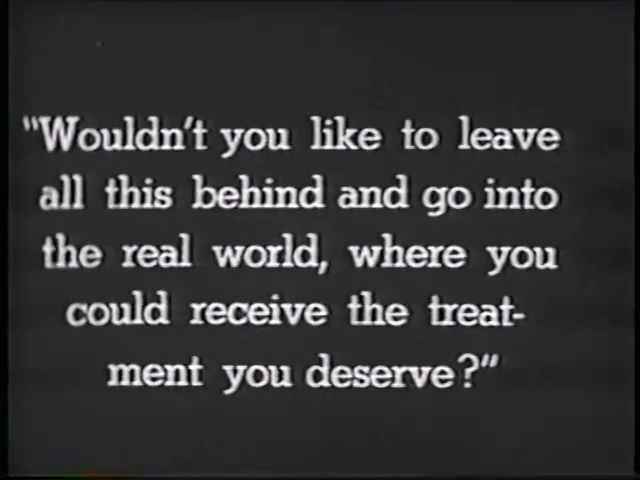 "Wouldn't you like to leave
all this behind and go into
the real world, where you
could receive the treat-
ment you deserve?"